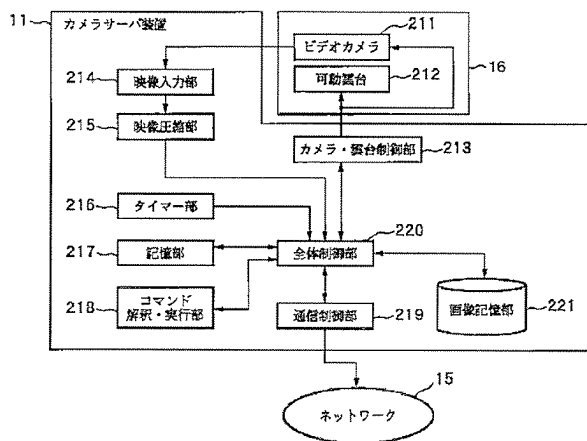 11
カメラサーバ装置
211
ビデオカメラ
212
可動雲台
16
214
映像入力部
215
映像圧縮部
213
カメラ・雲台制御部
216
タイマー部
220
全体制御部
217
記憶部
218
コマンド
解釈・実行部
219
通信制御部
221
画像記憶部
15
ネットワーク